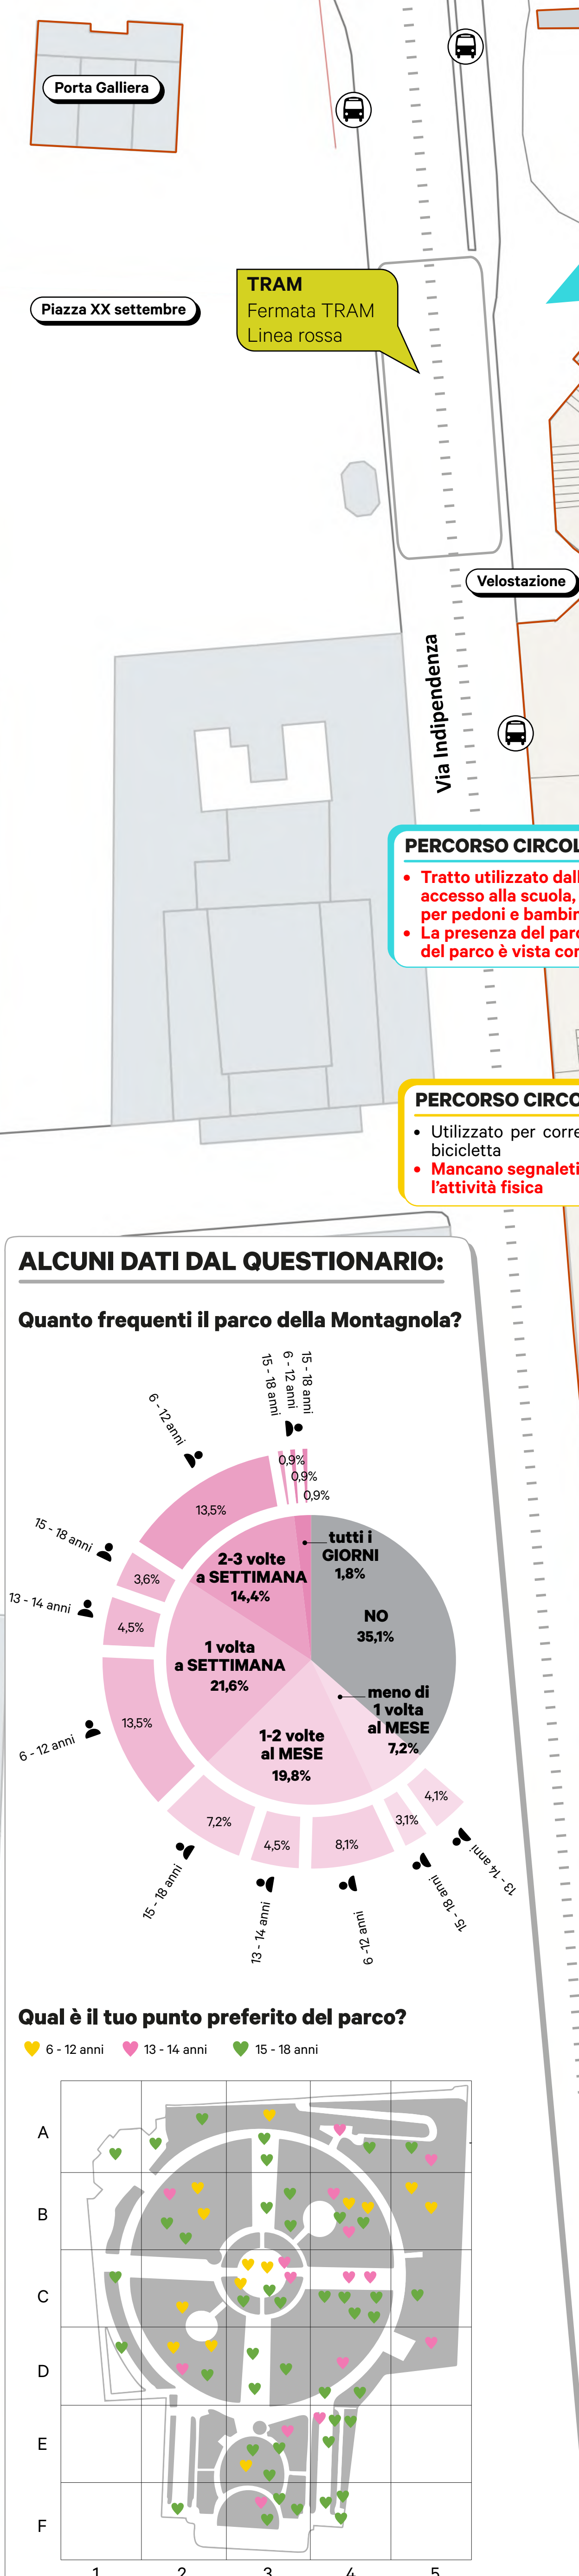 Porta Galliera
Piazza XX settembre
TRAM
Fermata TRAM
Linea rossa
Velostazione
Via Indipendenza
PERCORSO CIRCOL
• Tratto utilizzato dall
accesso alla scuola,
per pedoni e bambin
• La presenza del parc
del parco è vista con
PERCORSO CIRCO
• Utilizzato per corre
bicicletta
• Mancano segnaleti
l'attività fisica
ALCUNI DATI DAL QUESTIONARIO:
Quanto frequenti il parco della Montagnola?
15 - 18 anni
6 - 12 anni
15 - 18 anni
6 - 12 anni
0,9%
0,9%
0,9%
13,5%
15 - 18 anni
3,6%
13 - 14 anni
4,5%
tutti i
GIORNI
1,8%
2-3 volte
a SETTIMANA
14,4%
NO
35,1%
1 volta
a SETTIMANA
21,6%
meno di
1 volta
al MESE
7,2%
1-2 volte
al MESE
19,8%
13,5%
6 - 12 anni
7,2%
4,5%
8,1%
3,1%
4,1%
15 - 18 anni
13 - 14 anni
6 -12 anni
15 - 18 anni
13 - 14 anni
Qual è il tuo punto preferito del parco?
6 - 12 anni 13 - 14 anni 15 - 18 anni
A
B
C
D
E
F
1 2 3 4 5